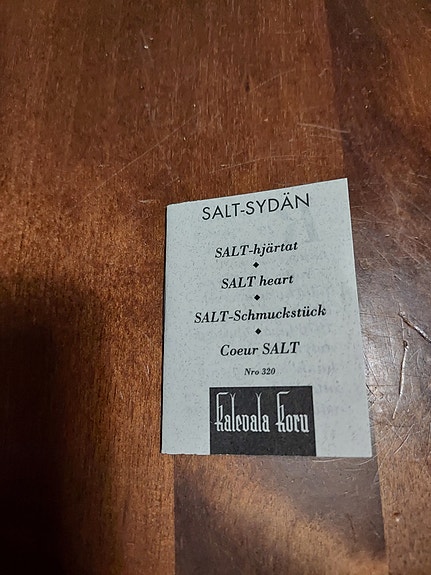 SALT-SYDÄN
SALT-hjärtat
SALT heart
SALT-Schmuckstück
Coeur SALT
Nro 320
kalevala koru